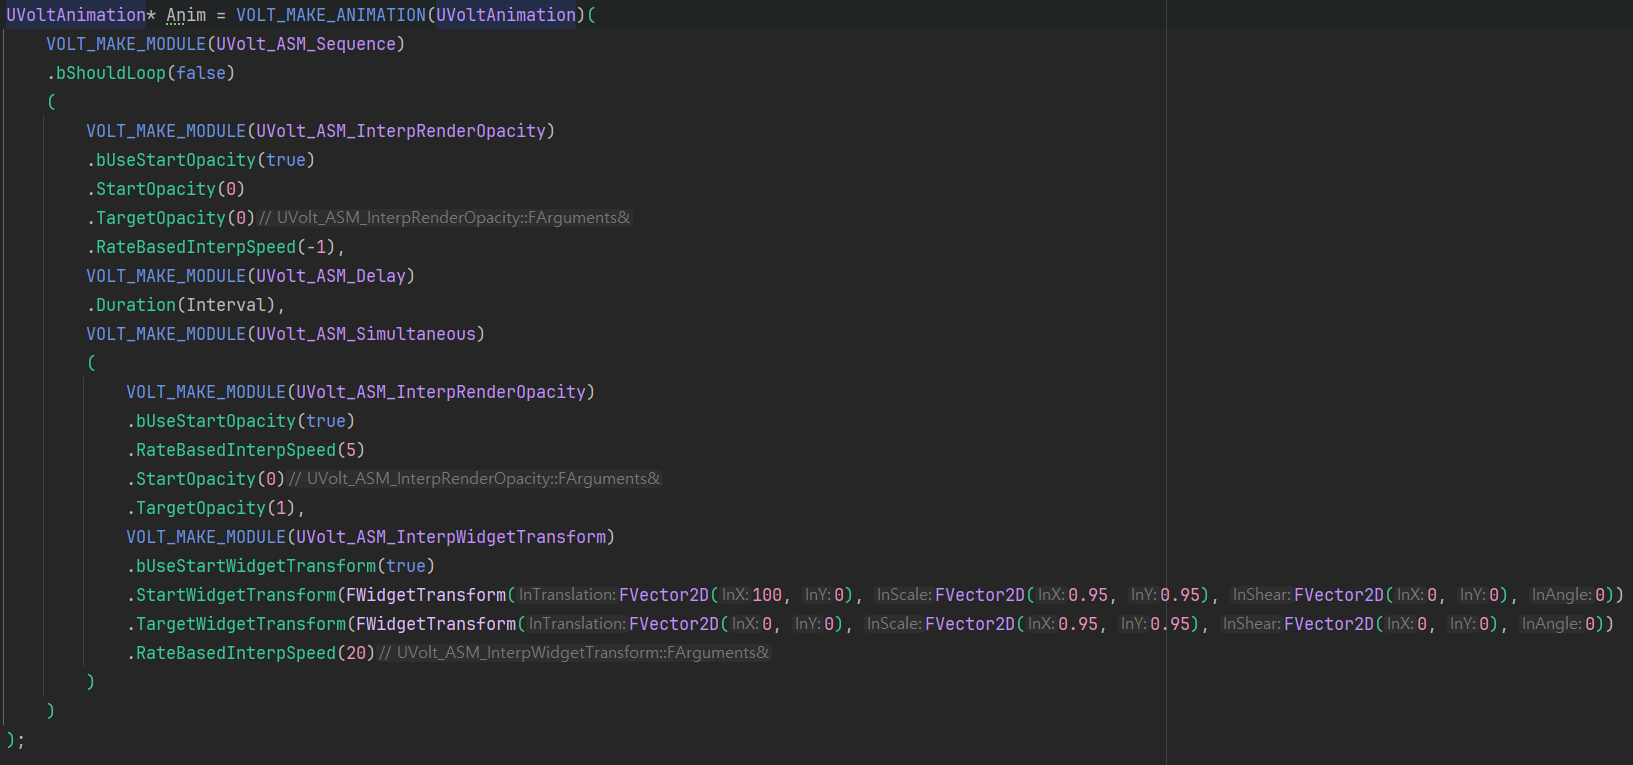 UVoltAnimation* Anim = VOLT_MAKE_ANIMATION(UVoltAnimation)(
VOLT_MAKE_MODULE(UVolt_ASM_Sequence)
.bShouldLoop(false)
(
VOLT_MAKE_MODULE(UVolt_ASM_InterpRenderOpacity)
.bUseStartOpacity(true)
.StartOpacity(0)
.TargetOpacity(0) // UVolt_ASM_InterpRenderOpacity::FArguments&
.RateBasedInterpSpeed(-1),
VOLT_MAKE_MODULE(UVolt_ASM_Delay)
.Duration(Interval),
VOLT_MAKE_MODULE(UVolt_ASM_Simultaneous)
(
VOLT_MAKE_MODULE(UVolt_ASM_InterpRenderOpacity)
.bUseStartOpacity(true)
.RateBasedInterpSpeed(5)
.StartOpacity(0) // UVolt_ASM_InterpRenderOpacity::FArguments&
.TargetOpacity(1),
VOLT_MAKE_MODULE(UVolt_ASM_InterpWidgetTransform)
.bUseStartWidgetTransform(true)
.StartWidgetTransform(FWidgetTransform(InTranslation: FVector2D(InX: 100, InY: 0), InScale: FVector2D(InX: 0.95, InY: 0.95), InShear: FVector2D(InX: 0, InY: 0), InAngle: 0))
.TargetWidgetTransform(FWidgetTransform(InTranslation: FVector2D(InX: 0, InY: 0), InScale: FVector2D(InX: 0.95, InY: 0.95), InShear: FVector2D(InX: 0, InY: 0), InAngle: 0))
.RateBasedInterpSpeed(20) // UVolt_ASM_InterpWidgetTransform::FArguments&
)
)
);